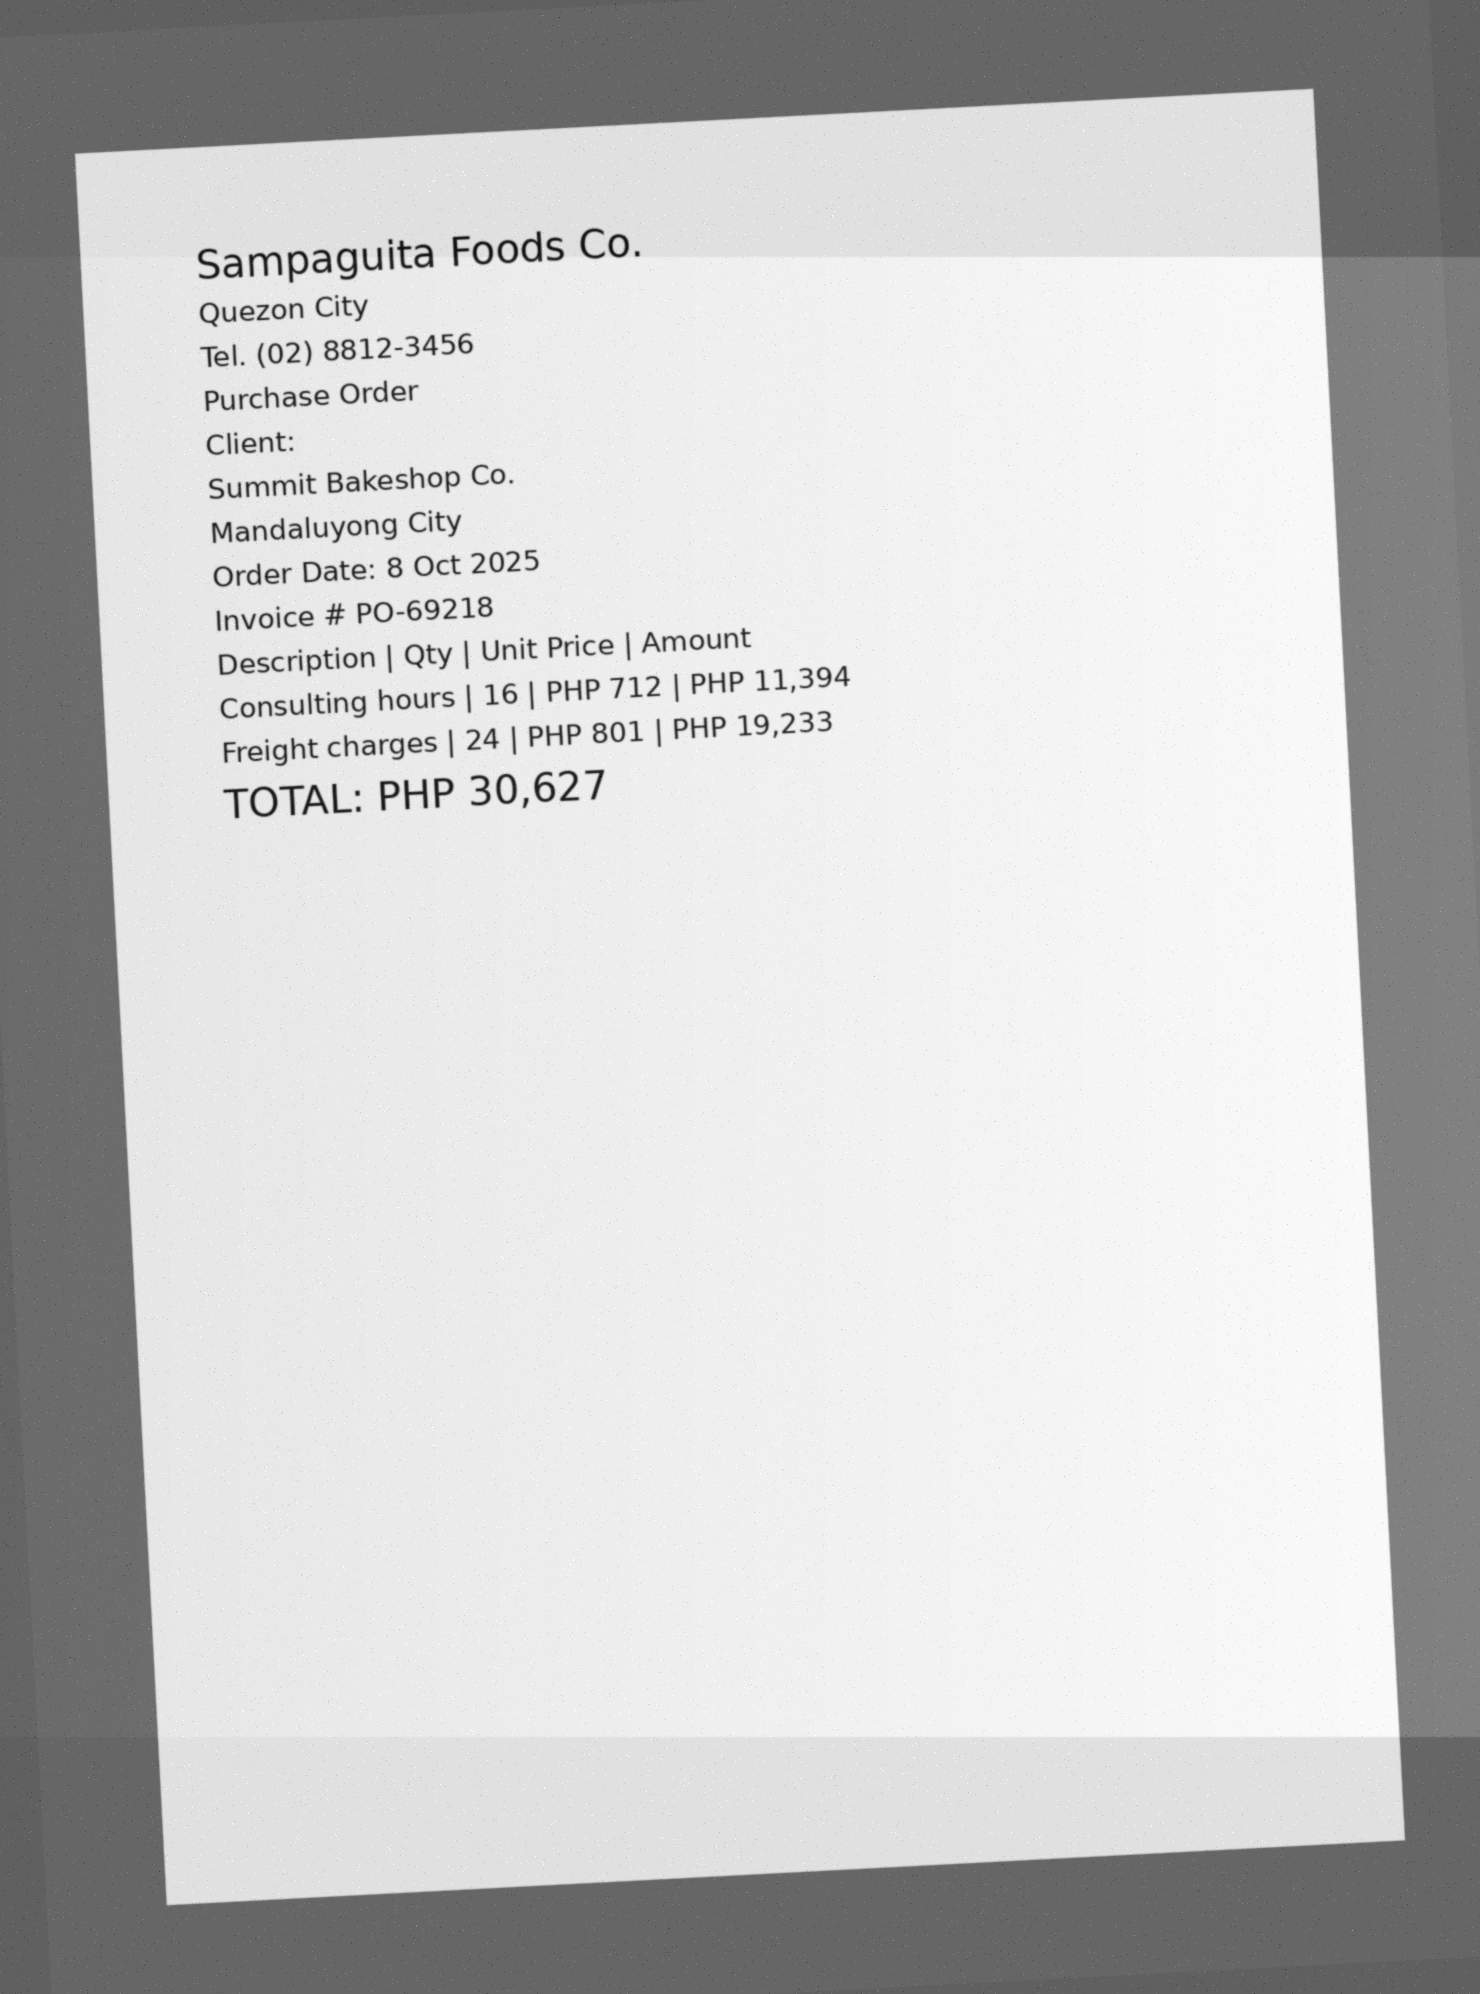 Sampaguita Foods Co.
Quezon City
Tel. (02) 8812-3456
Purchase Order
Client:
Summit Bakeshop Co.
Mandaluyong City
Order Date: 8 Oct 2025
Invoice # PO-69218
Description | Qty | Unit Price | Amount
Consulting hours | 16 | PHP 712 | PHP 11,394
Freight charges | 24 | PHP 801 | PHP 19,233
TOTAL: PHP 30,627